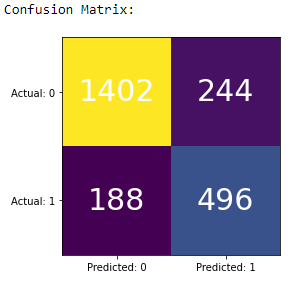 Confusion Matrix:
Actual: 0 1402 244
Actual: 1 188 496
Predicted: 0 Predicted: 1